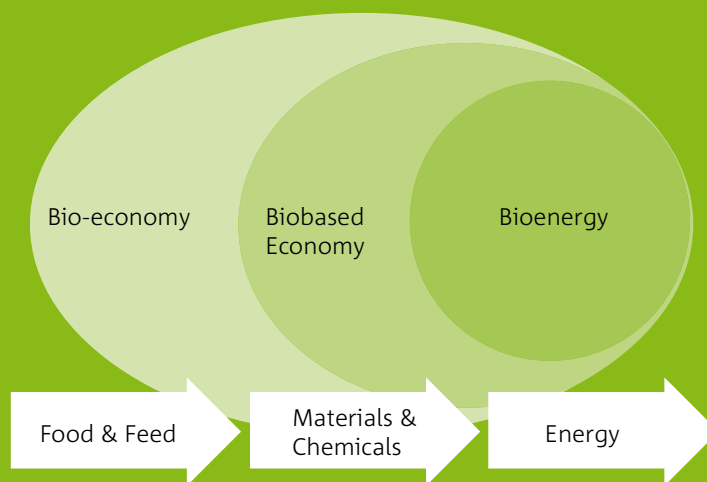 Bio-economy
Biobased
Economy
Bioenergy
Food & Feed
Materials &
Chemicals
Energy